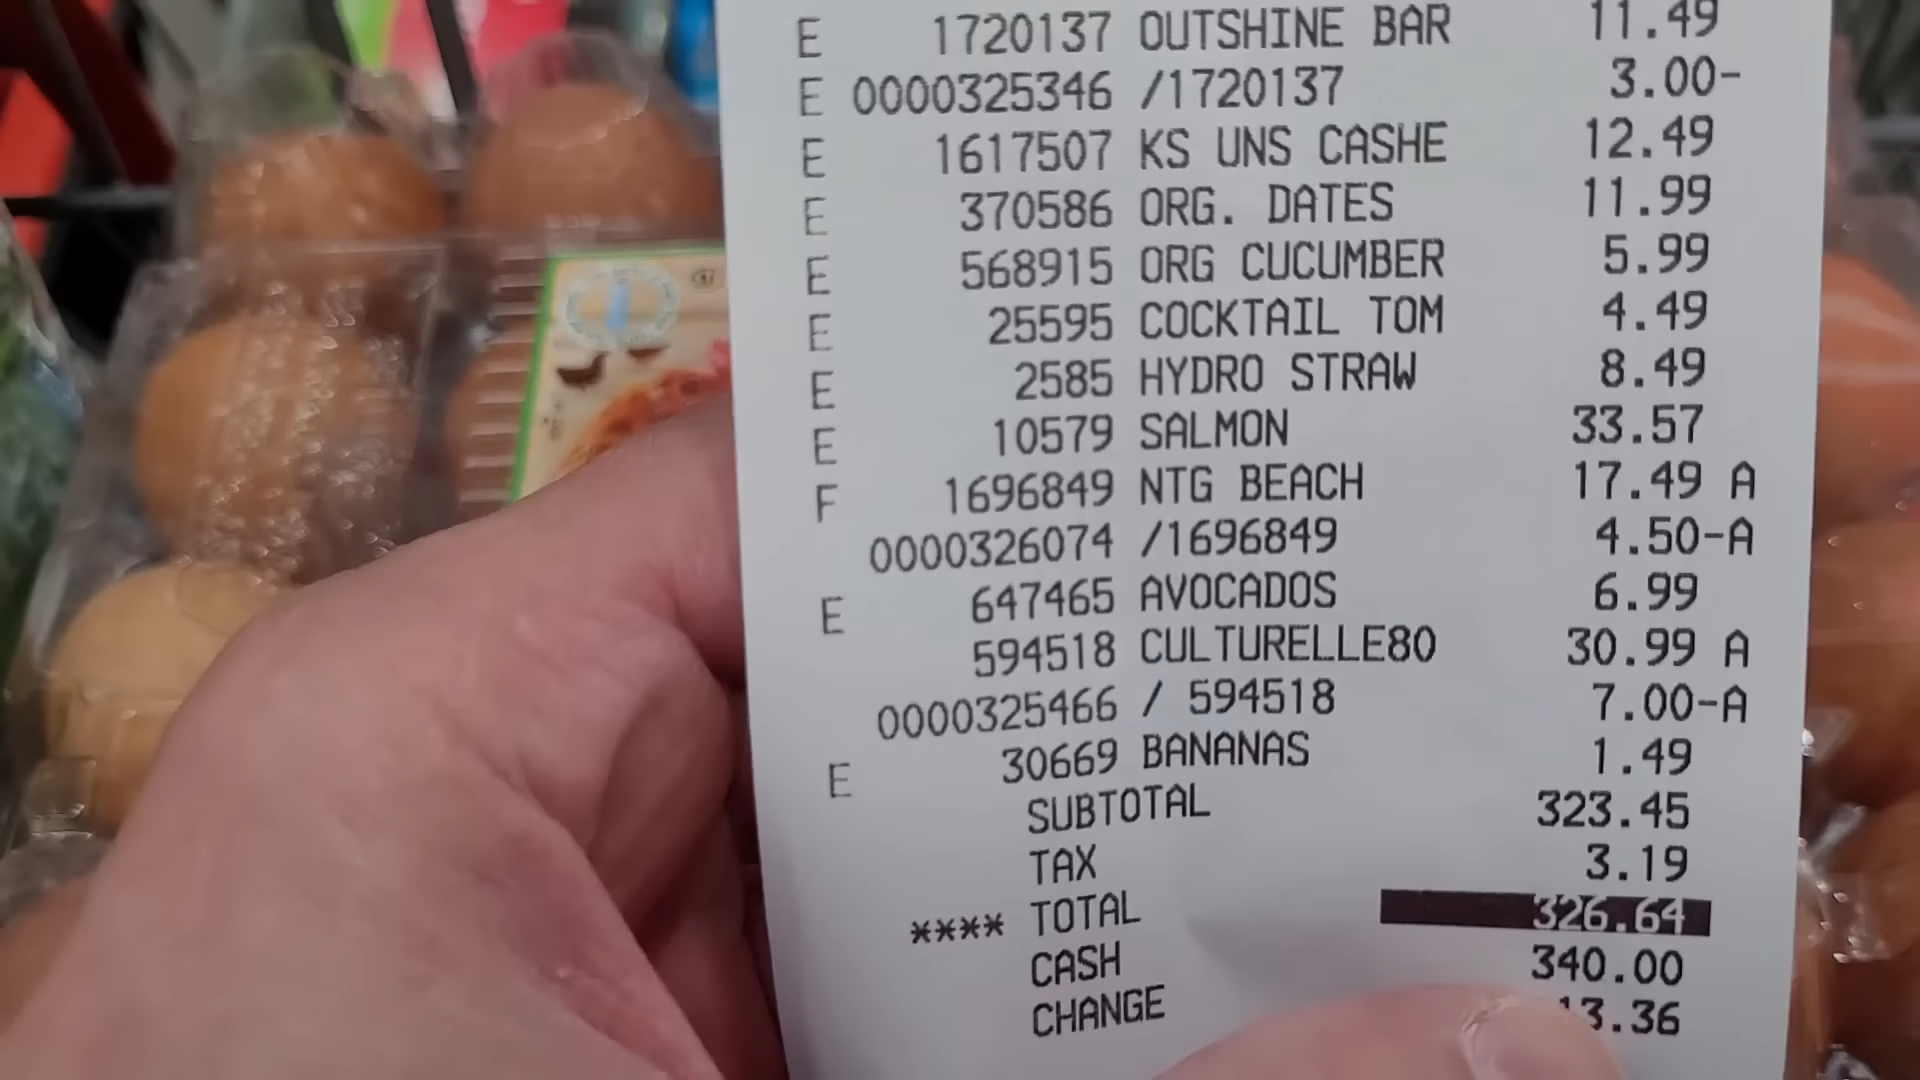 E 1720137 OUTSHINE BAR 11.49
E 0000325346 /1720137 3.00-
E 1617507 KS UNS CASHE 12.49
E 370586 ORG. DATES 11.99
E 568915 ORG CUCUMBER 5.99
E 25595 COCKTAIL TOM 4.49
E 2585 HYDRO STRAW 8.49
E 10579 SALMON 33.57
F 1696849 NTG BEACH 17.49 A
0000326074 /1696849 4.50-A
E 647465 AVOCADOS 6.99
594518 CULTURELLE80 30.99 A
0000325466 / 594518 7.00-A
E 30669 BANANAS 1.49
SUBTOTAL 323.45
TAX 3.19
**** TOTAL 326.64
CASH 340.00
CHANGE 13.36